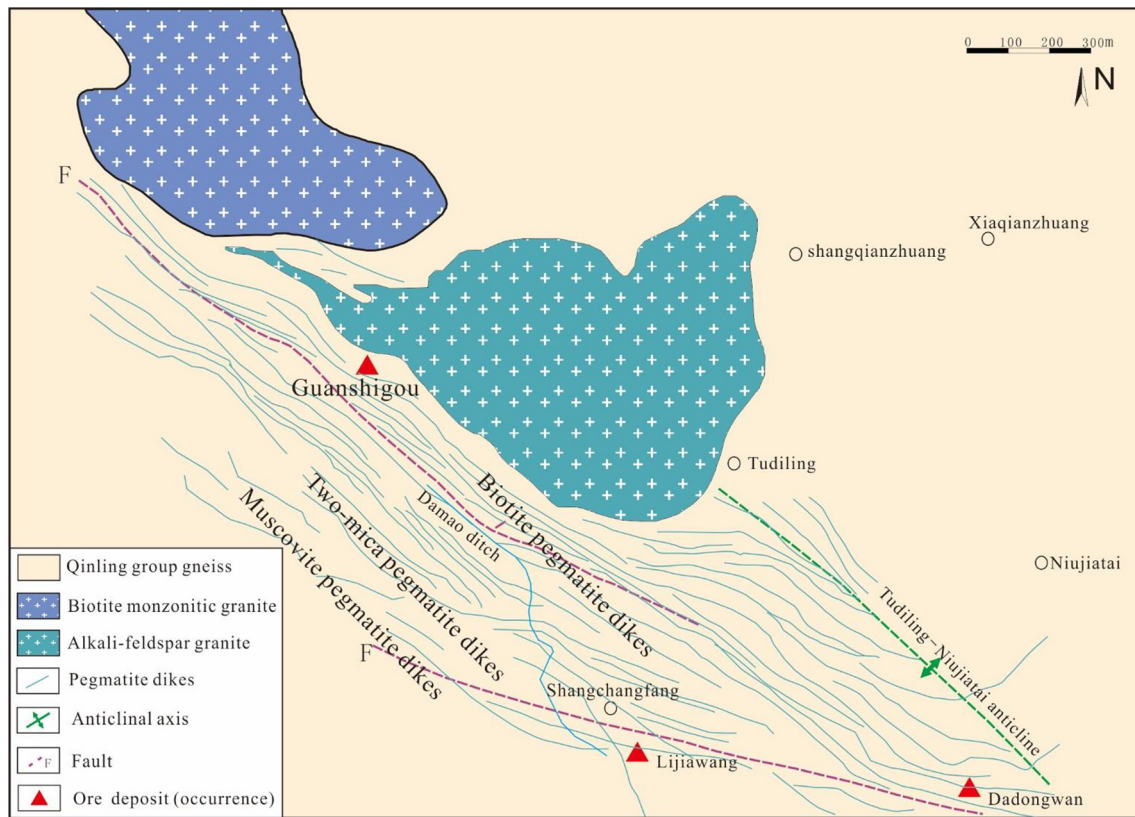 0 100 200 300m
N
F
Xiaqianzhuang
shangqianzhuang
Guanshigou
Tudiling
Biotite pegmatite dikes
Two-mica pegmatite dikes
Muscovite pegmatite dikes
Damao ditch
Niujiatai
Tudiling-Niujiatai anticline
F
Shangchangfang
Lijiawang
Dadongwan
Qinling group gneiss
Biotite monzonitic granite
Alkali-feldspar granite
Pegmatite dikes
Anticlinal axis
F Fault
Ore deposit (occurrence)